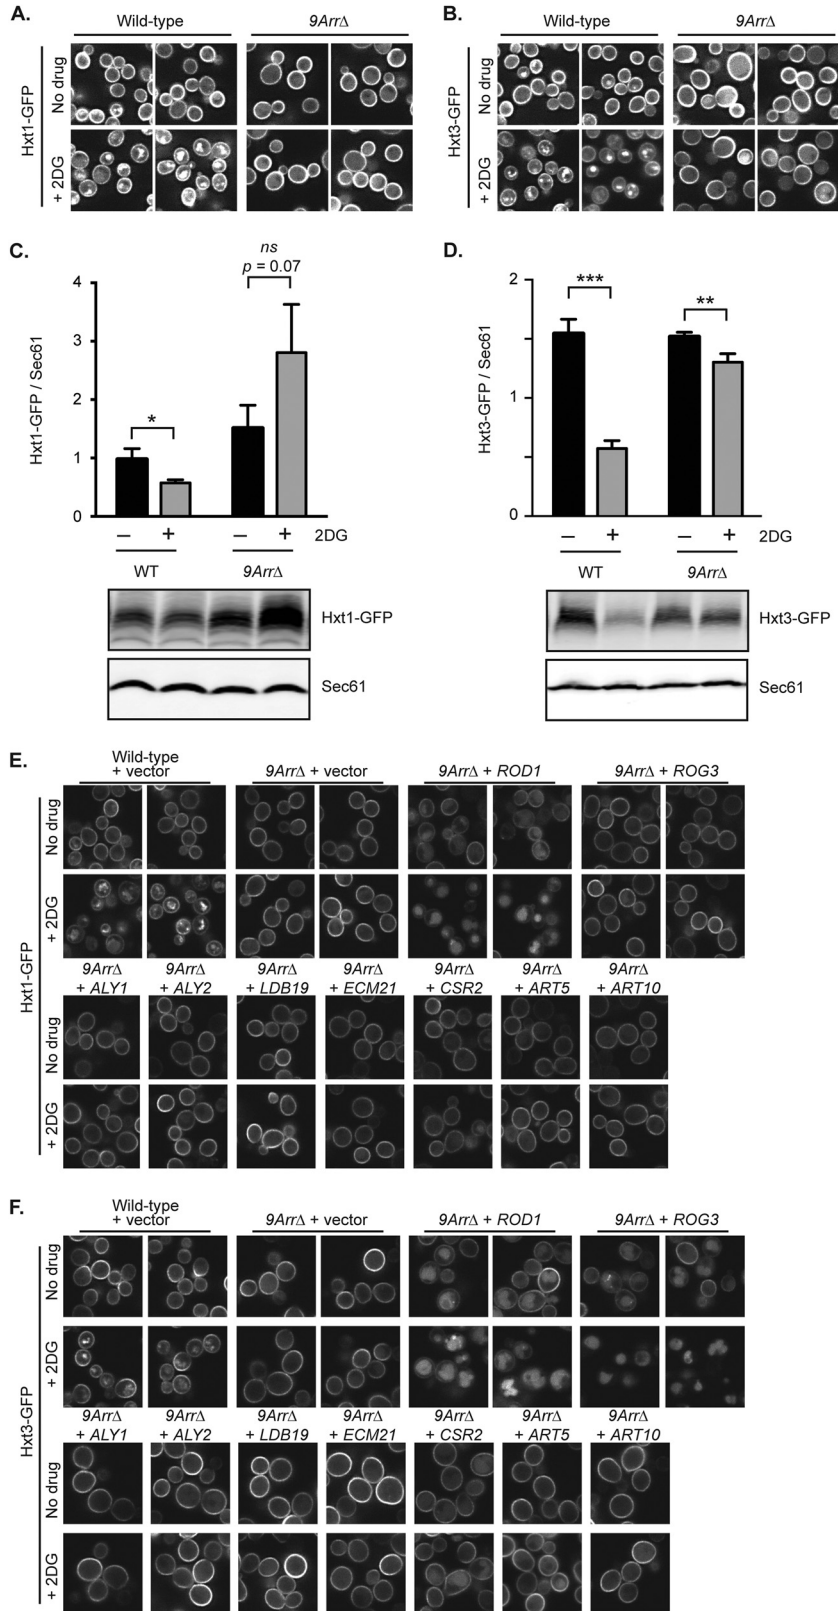 A.
Wild-type
9ArrΔ
Hxt1-GFP
No drug
+ 2DG
B.
Wild-type
9ArrΔ
Hxt3-GFP
No drug
+ 2DG
C.
ns
p = 0.07
*
Hxt1-GFP / Sec61
4
3
2
1
0
– + – + 2DG
WT
9ArrΔ
Hxt1-GFP
Sec61
D.
***
**
Hxt3-GFP / Sec61
2
1
0
– + – + 2DG
WT
9ArrΔ
Hxt3-GFP
Sec61
E.
Wild-type
+ vector
9ArrΔ + vector
9ArrΔ + ROD1
9ArrΔ + ROG3
Hxt1-GFP
No drug
+ 2DG
9ArrΔ
+ ALY1
9ArrΔ
+ ALY2
9ArrΔ
+ LDB19
9ArrΔ
+ ECM21
9ArrΔ
+ CSR2
9ArrΔ
+ ART5
9ArrΔ
+ ART10
No drug
+ 2DG
F.
Wild-type
+ vector
9ArrΔ + vector
9ArrΔ + ROD1
9ArrΔ + ROG3
Hxt3-GFP
No drug
+ 2DG
9ArrΔ
+ ALY1
9ArrΔ
+ ALY2
9ArrΔ
+ LDB19
9ArrΔ
+ ECM21
9ArrΔ
+ CSR2
9ArrΔ
+ ART5
9ArrΔ
+ ART10
No drug
+ 2DG